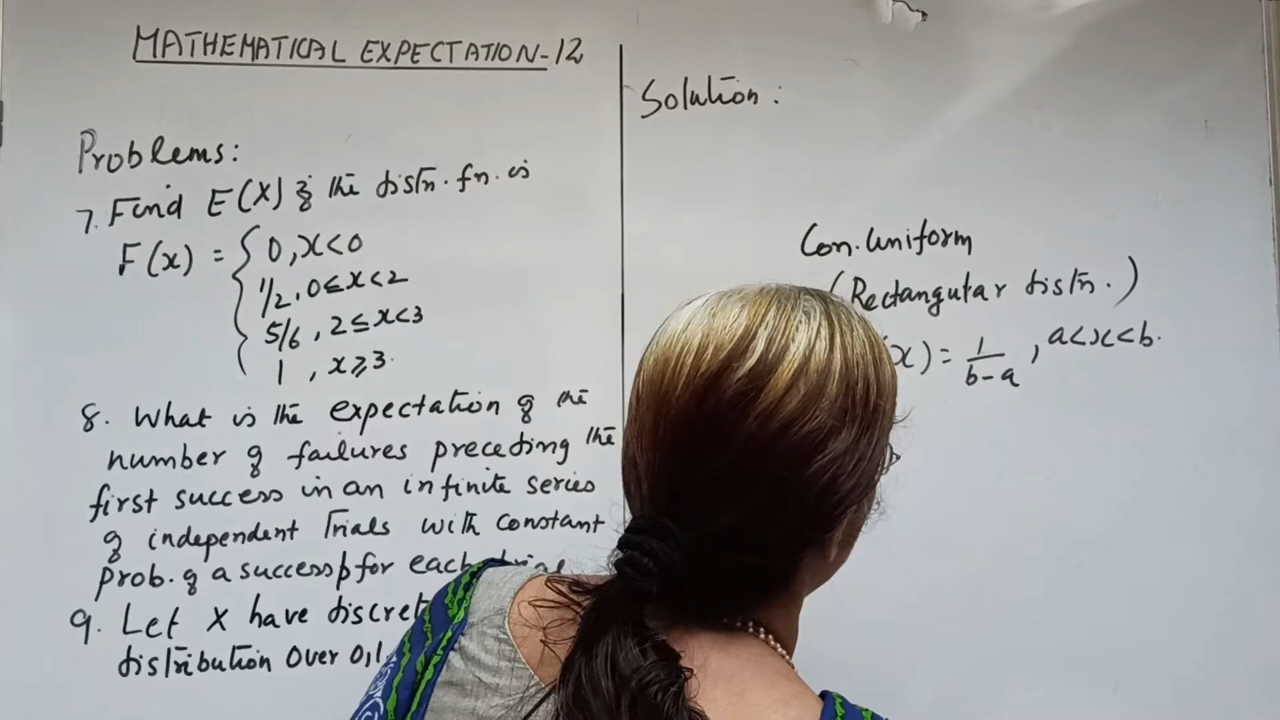 MATHEMATICAL EXPECTATION-12
Problems:
7. Find E(X) if the distn. fn. is
F(x) = { 0, x<0
1/2, 0≤x<2
5/6, 2≤x<3
1, x≥3.
8. What is the expectation of the
number of failures preceding the
first success in an infinite series
of independent Trials with constant
prob. of a success p for each
9. Let X have
distribution over 0,1
Solution:
Con. Uniform
(Rectangular distn.)
x) = 1/(b-a), a<x<b.